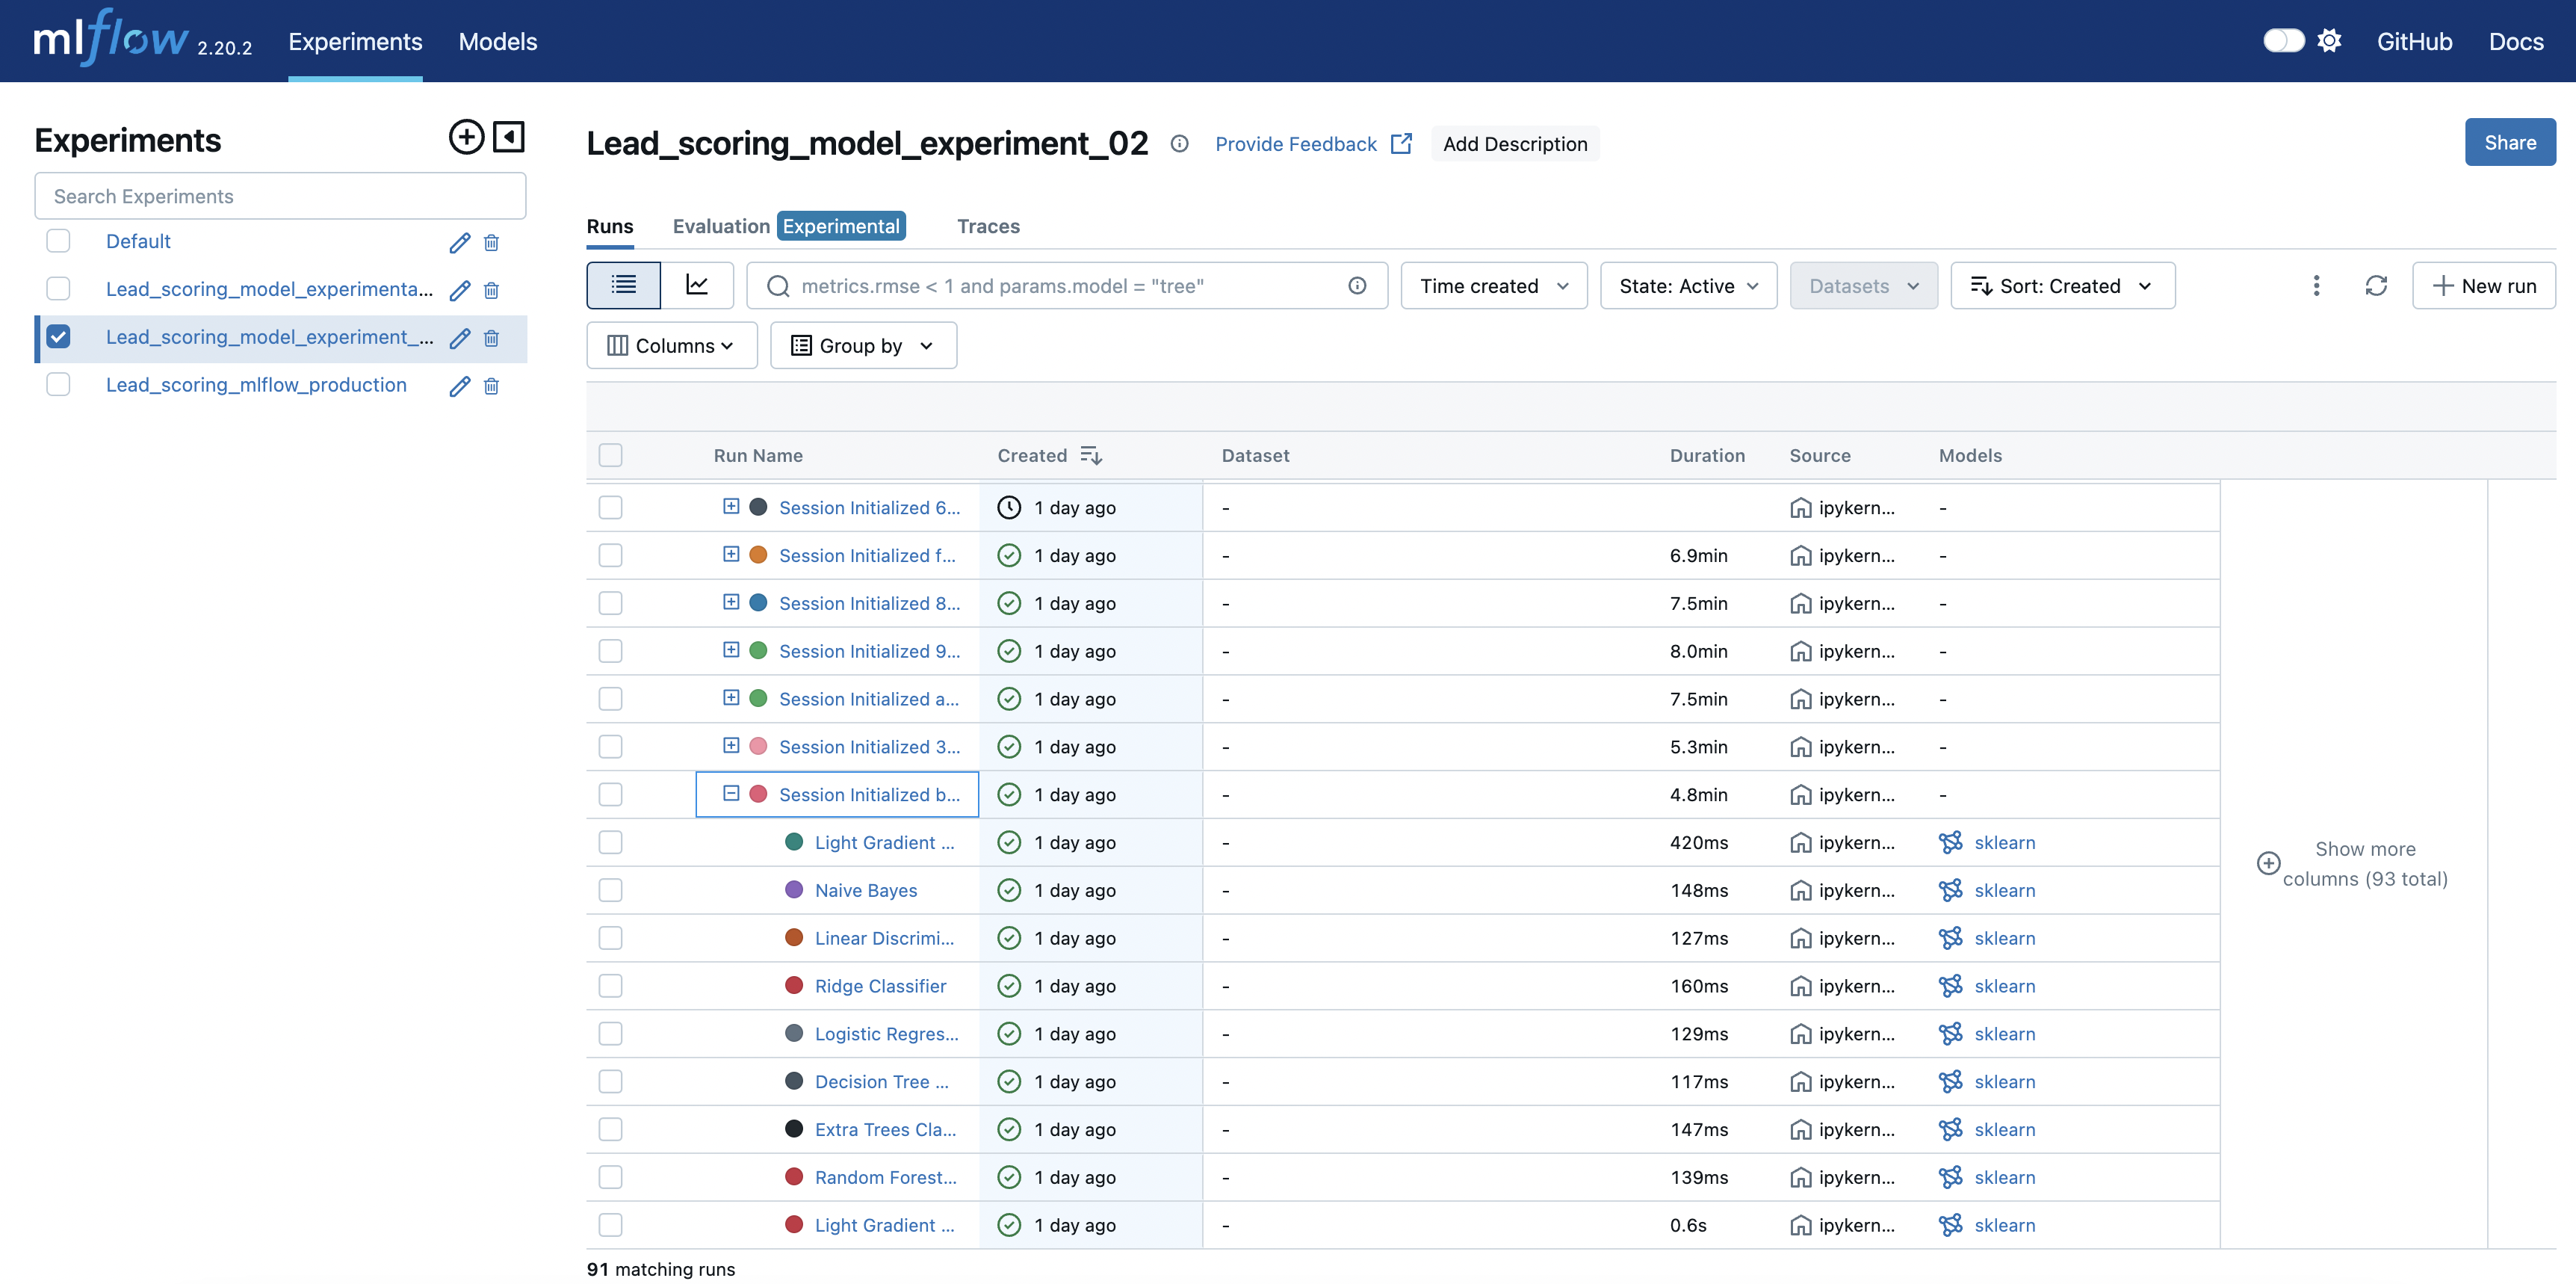 mlflow 2.20.2 Experiments Models GitHub Docs
Experiments
Search Experiments
Default
Lead_scoring_model_experimenta...
Lead_scoring_model_experiment_...
Lead_scoring_mlflow_production
Lead_scoring_model_experiment_02 Provide Feedback Add Description Share
Runs Evaluation Experimental Traces
metrics.rmse < 1 and params.model = "tree" Time created State: Active Datasets Sort: Created New run
Columns Group by
Run Name Created Dataset Duration Source Models
Session Initialized 6... 1 day ago - ipykern... -
Session Initialized f... 1 day ago - 6.9min ipykern... -
Session Initialized 8... 1 day ago - 7.5min ipykern... -
Session Initialized 9... 1 day ago - 8.0min ipykern... -
Session Initialized a... 1 day ago - 7.5min ipykern... -
Session Initialized 3... 1 day ago - 5.3min ipykern... -
Session Initialized b... 1 day ago - 4.8min ipykern... -
Light Gradient ... 1 day ago - 420ms ipykern... sklearn
Naive Bayes 1 day ago - 148ms ipykern... sklearn
Linear Discrimi... 1 day ago - 127ms ipykern... sklearn
Ridge Classifier 1 day ago - 160ms ipykern... sklearn
Logistic Regres... 1 day ago - 129ms ipykern... sklearn
Decision Tree ... 1 day ago - 117ms ipykern... sklearn
Extra Trees Cla... 1 day ago - 147ms ipykern... sklearn
Random Forest... 1 day ago - 139ms ipykern... sklearn
Light Gradient ... 1 day ago - 0.6s ipykern... sklearn
Show more
columns (93 total)
91 matching runs